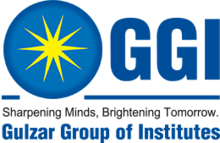 GGI
Sharpening Minds, Brightening Tomorrow.
Gulzar Group of Institutes